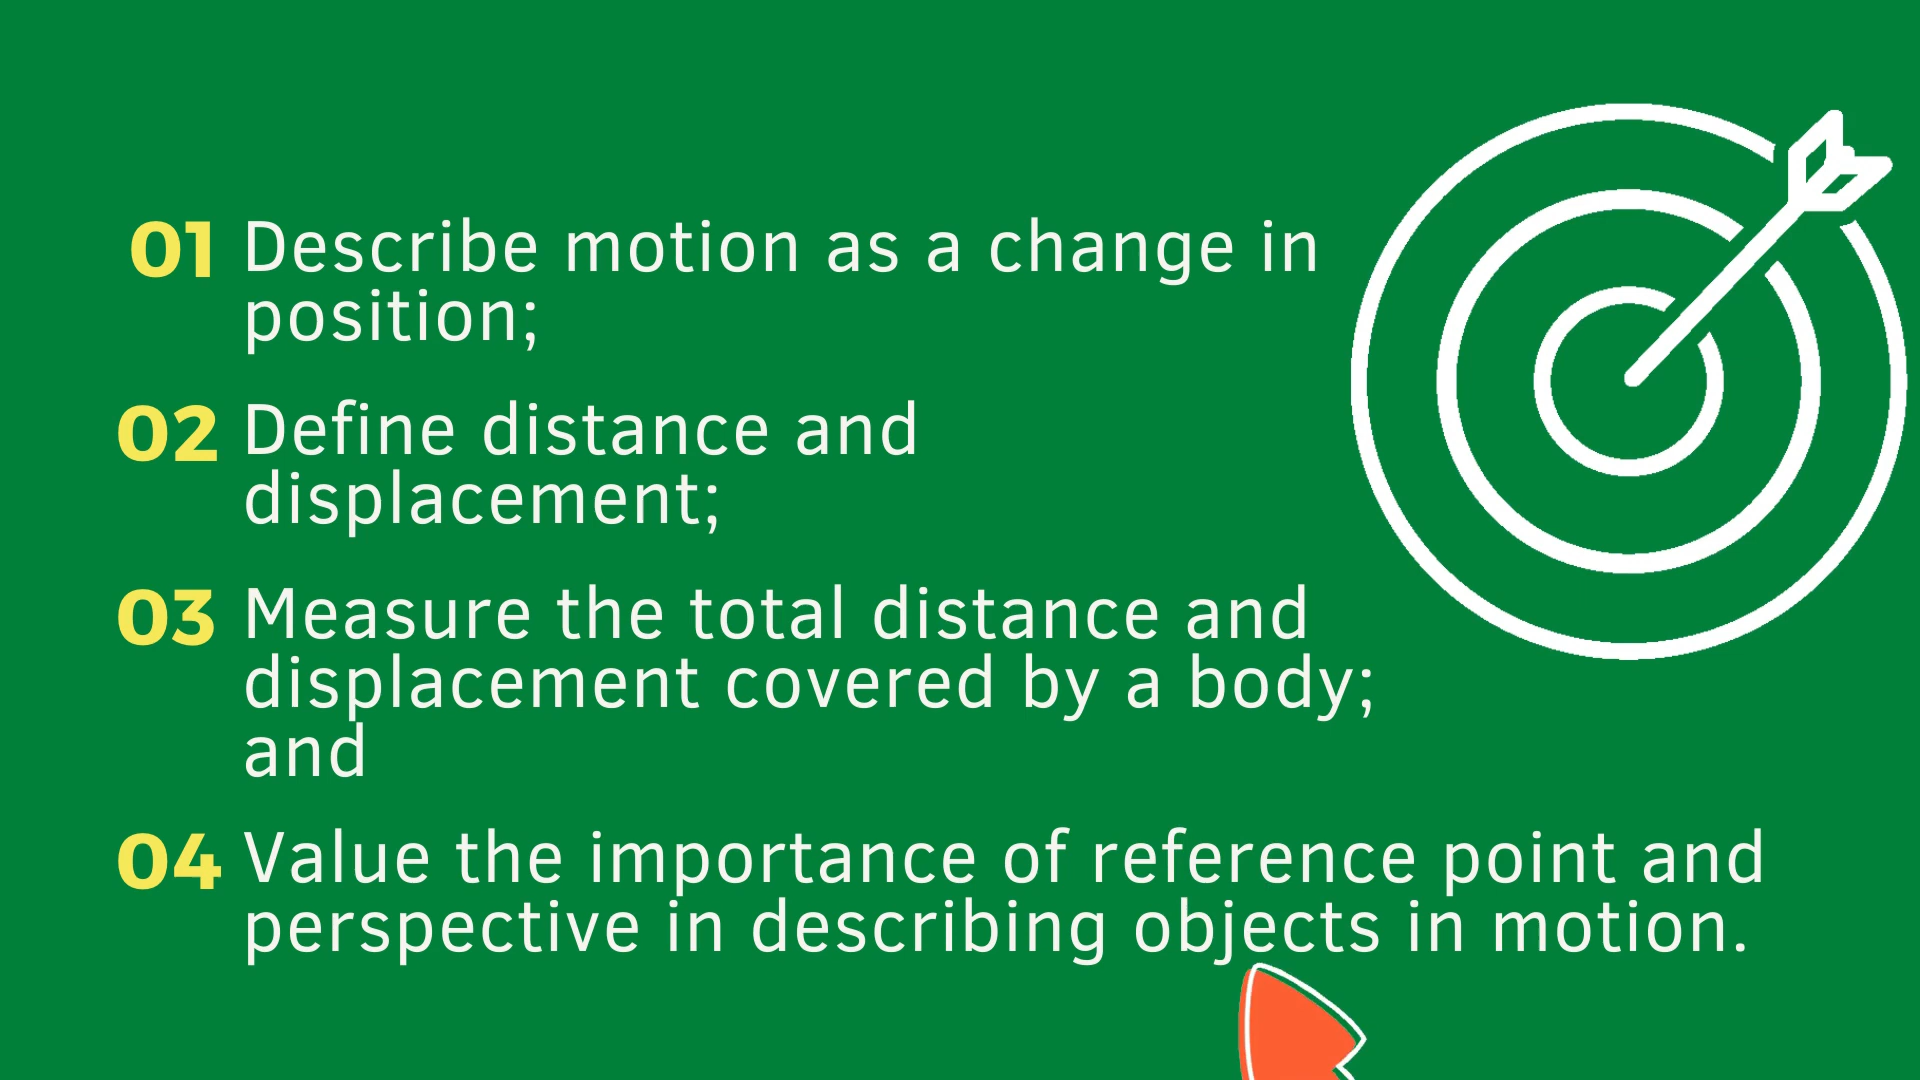 01 Describe motion as a change in
position;
02 Define distance and
displacement;
03 Measure the total distance and
displacement covered by a body;
and
04 Value the importance of reference point and
perspective in describing objects in motion.